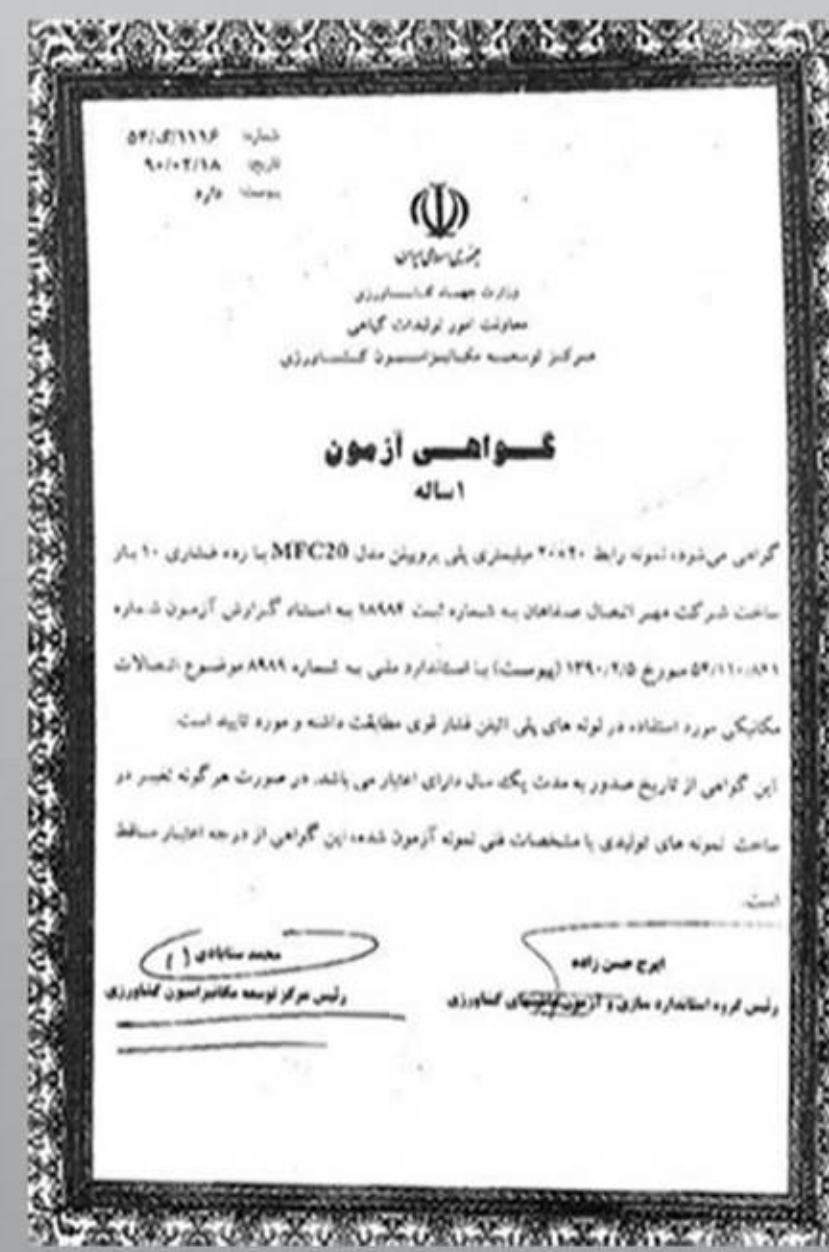 شماره: ۵۴/ک/۱۱۱۶
تاریخ: ۹۰/۰۲/۱۸
پیوست: دارد
جمهوری اسلامی ایران
وزارت جهاد کشاورزی
معاونت امور تولیدات گیاهی
مرکز توسعه مکانیزاسیون کشاورزی
گواهی آزمون
۱ ساله
گواهی می‌شود، نمونه رابط ۲۰×۲۰ میلیمتری پلی پروپیلن مدل MFC20 با رده فشاری ۱۰ بار
ساخت شرکت مهر اتصال صفاهان به شماره ثبت ۱۸۹۸۴ به استناد گزارش آزمون شماره
۵۴/۱۱۰/۸۲۱ مورخ ۱۳۹۰/۲/۵ (پیوست) با استاندارد ملی به شماره ۸۹۸۹ موضوع اتصالات
مکانیکی مورد استفاده در لوله های پلی اتیلن فشار قوی مطابقت داشته و مورد تایید است.
این گواهی از تاریخ صدور به مدت یک سال دارای اعتبار می باشد. در صورت هر گونه تغییر در
ساخت نمونه های تولیدی با مشخصات فنی نمونه آزمون شده، این گواهی از درجه اعتبار ساقط
است.
ایرج حسن زاده
رئیس گروه استاندارد سازی و آزمون ماشینهای کشاورزی
محمد سنابادی
رئیس مرکز توسعه مکانیزاسیون کشاورزی